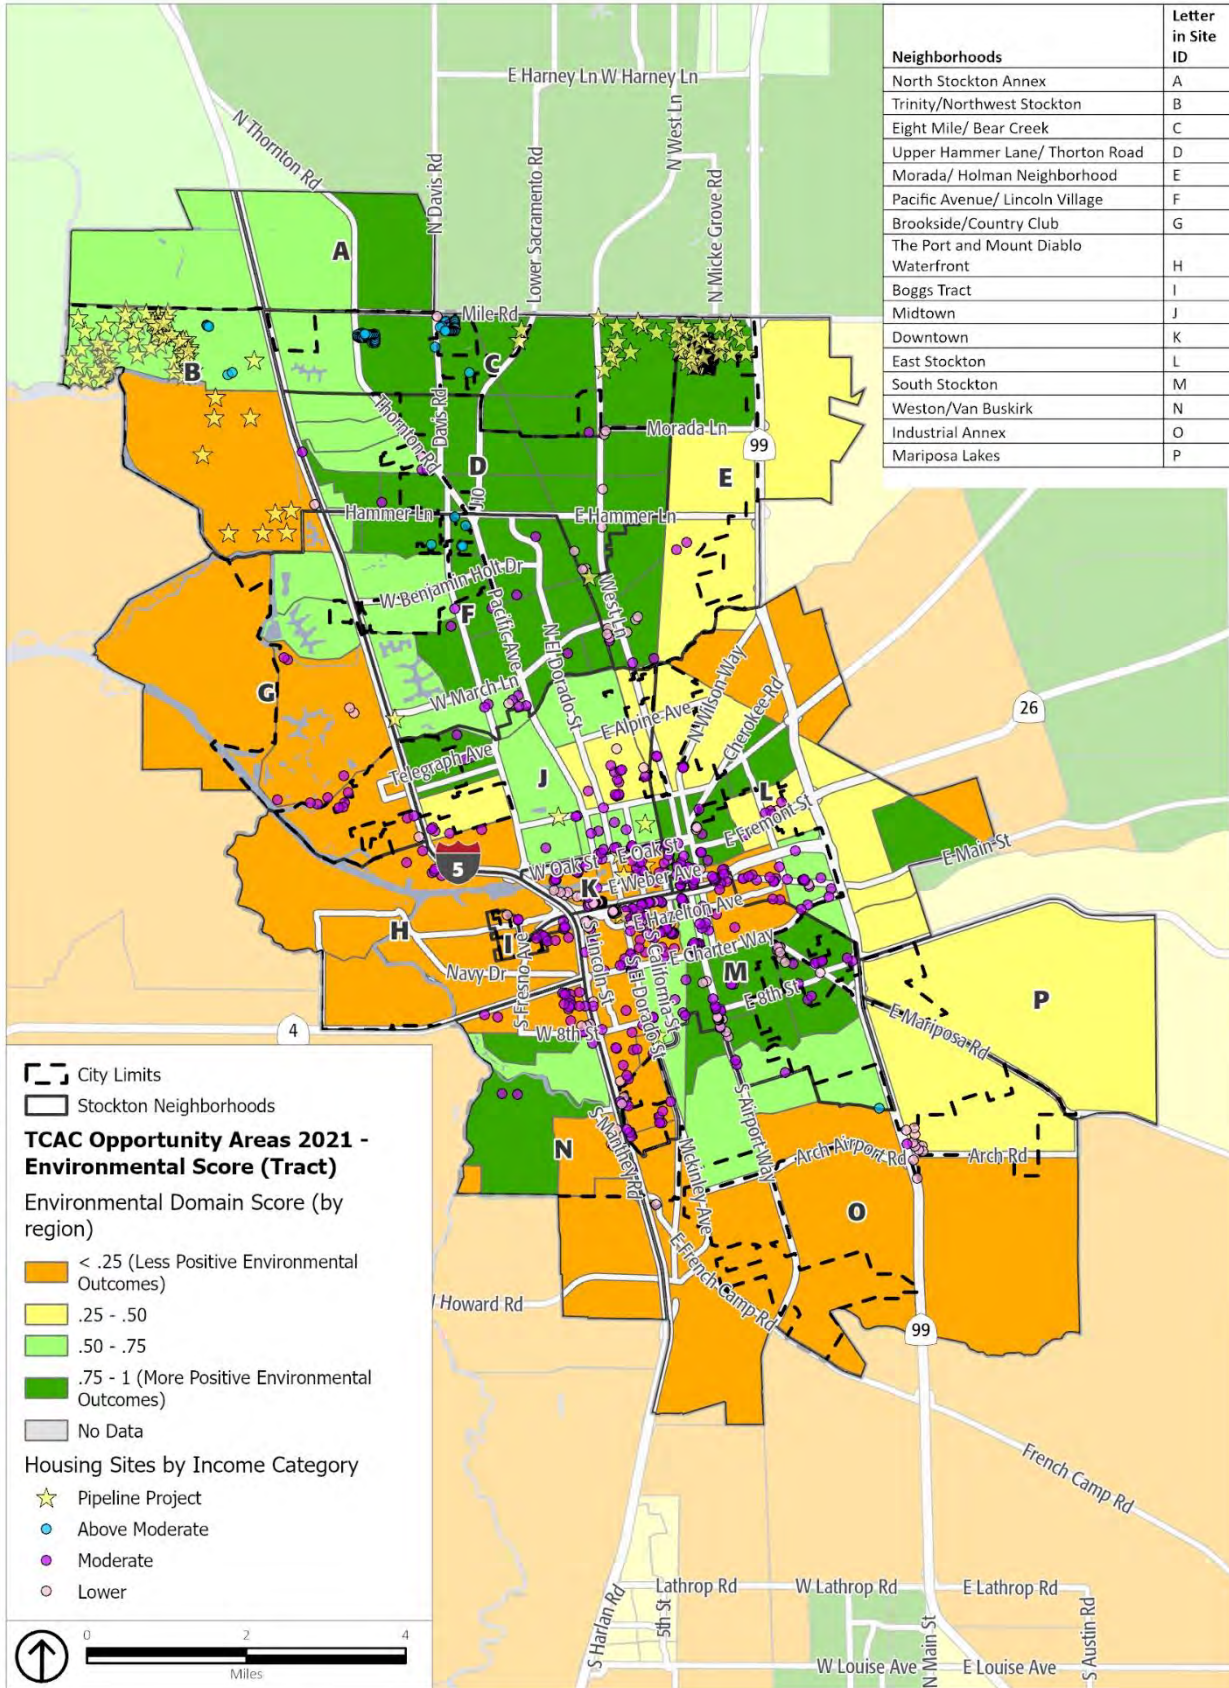 Neighborhoods Letter in Site ID
North Stockton Annex A
Trinity/Northwest Stockton B
Eight Mile/ Bear Creek C
Upper Hammer Lane/ Thorton Road D
Morada/ Holman Neighborhood E
Pacific Avenue/ Lincoln Village F
Brookside/Country Club G
The Port and Mount Diablo
Waterfront H
Boggs Tract I
Midtown J
Downtown K
East Stockton L
South Stockton M
Weston/Van Buskirk N
Industrial Annex O
Mariposa Lakes P
E Harney Ln W Harney Ln
N Thornton Rd
N Davis Rd
Lower Sacramento Rd
N West Ln
N Micke Grove Rd
A
Mile Rd
B
C
Thornton Rd
Davis Rd
Morada Ln
99
D
E
Hammer Ln
E Hammer Ln
W Benjamin Holt Dr
F
Pacific Ave
N El Dorado St
West Ln
G
W March Ln
E Alpine Ave
N Wilson Way
Cherokee Rd
26
Telegraph Ave
J
L
E Fremont St
E Main St
5
W Oak St
E Oak St
K
E Weber Ave
E Hazelton Ave
H
I
S Fresno Ave
S Lincoln St
S El Dorado St
S California St
E Charter Way
M
Navy Dr
E 8th St
P
4
W 8th St
E Mariposa Rd
N
S Manthey Rd
Mckinley Ave
S Airport Way
Arch Airport Rd
Arch Rd
O
E French Camp Rd
Howard Rd
99
French Camp Rd
S Harlan Rd
5th St
Lathrop Rd
W Lathrop Rd
E Lathrop Rd
N Main St
S Austin Rd
W Louise Ave
E Louise Ave
City Limits
Stockton Neighborhoods
TCAC Opportunity Areas 2021 -
Environmental Score (Tract)
Environmental Domain Score (by
region)
< .25 (Less Positive Environmental
Outcomes)
.25 - .50
.50 - .75
.75 - 1 (More Positive Environmental
Outcomes)
No Data
Housing Sites by Income Category
Pipeline Project
Above Moderate
Moderate
Lower
0 2 4
Miles